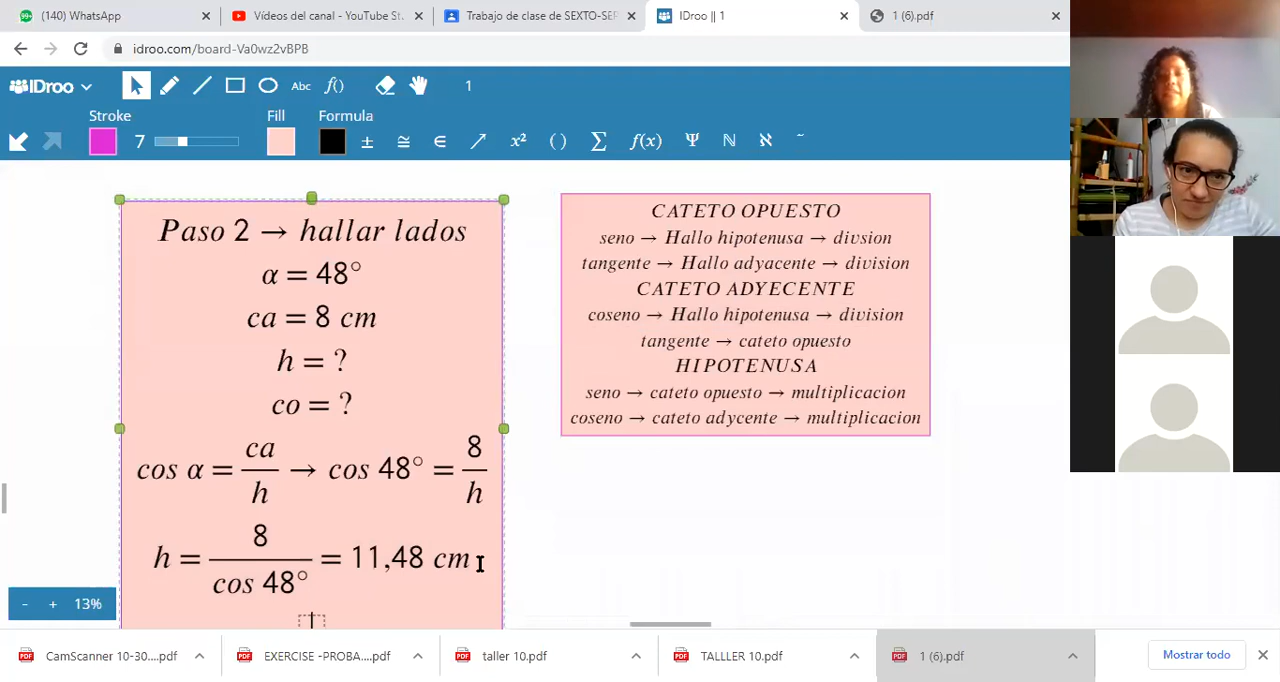 (140) WhatsApp
Vídeos del canal - YouTube St
Trabajo de clase de SEXTO-SEP
IDroo || 1
1 (6).pdf
idroo.com/board-Va0wz2vBPB
IDroo
Abc
f()
1
Stroke
Fill
Formula
7
± ≅ ∈ x² ( ) ∑ f(x) Ψ ℕ ℵ ~
Paso 2 → hallar lados
α = 48°
ca = 8 cm
h = ?
co = ?
cos α = ca/h → cos 48° = 8/h
h = 8/cos 48° = 11,48 cm
CATETO OPUESTO
seno → Hallo hipotenusa → divsion
tangente → Hallo adyacente → division
CATETO ADYECENTE
coseno → Hallo hipotenusa → division
tangente → cateto opuesto
HIPOTENUSA
seno → cateto opuesto → multiplicacion
coseno → cateto adycente → multiplicacion
- + 13%
CamScanner 10-30....pdf
EXERCISE -PROBA....pdf
taller 10.pdf
TALLLER 10.pdf
1 (6).pdf
Mostrar todo